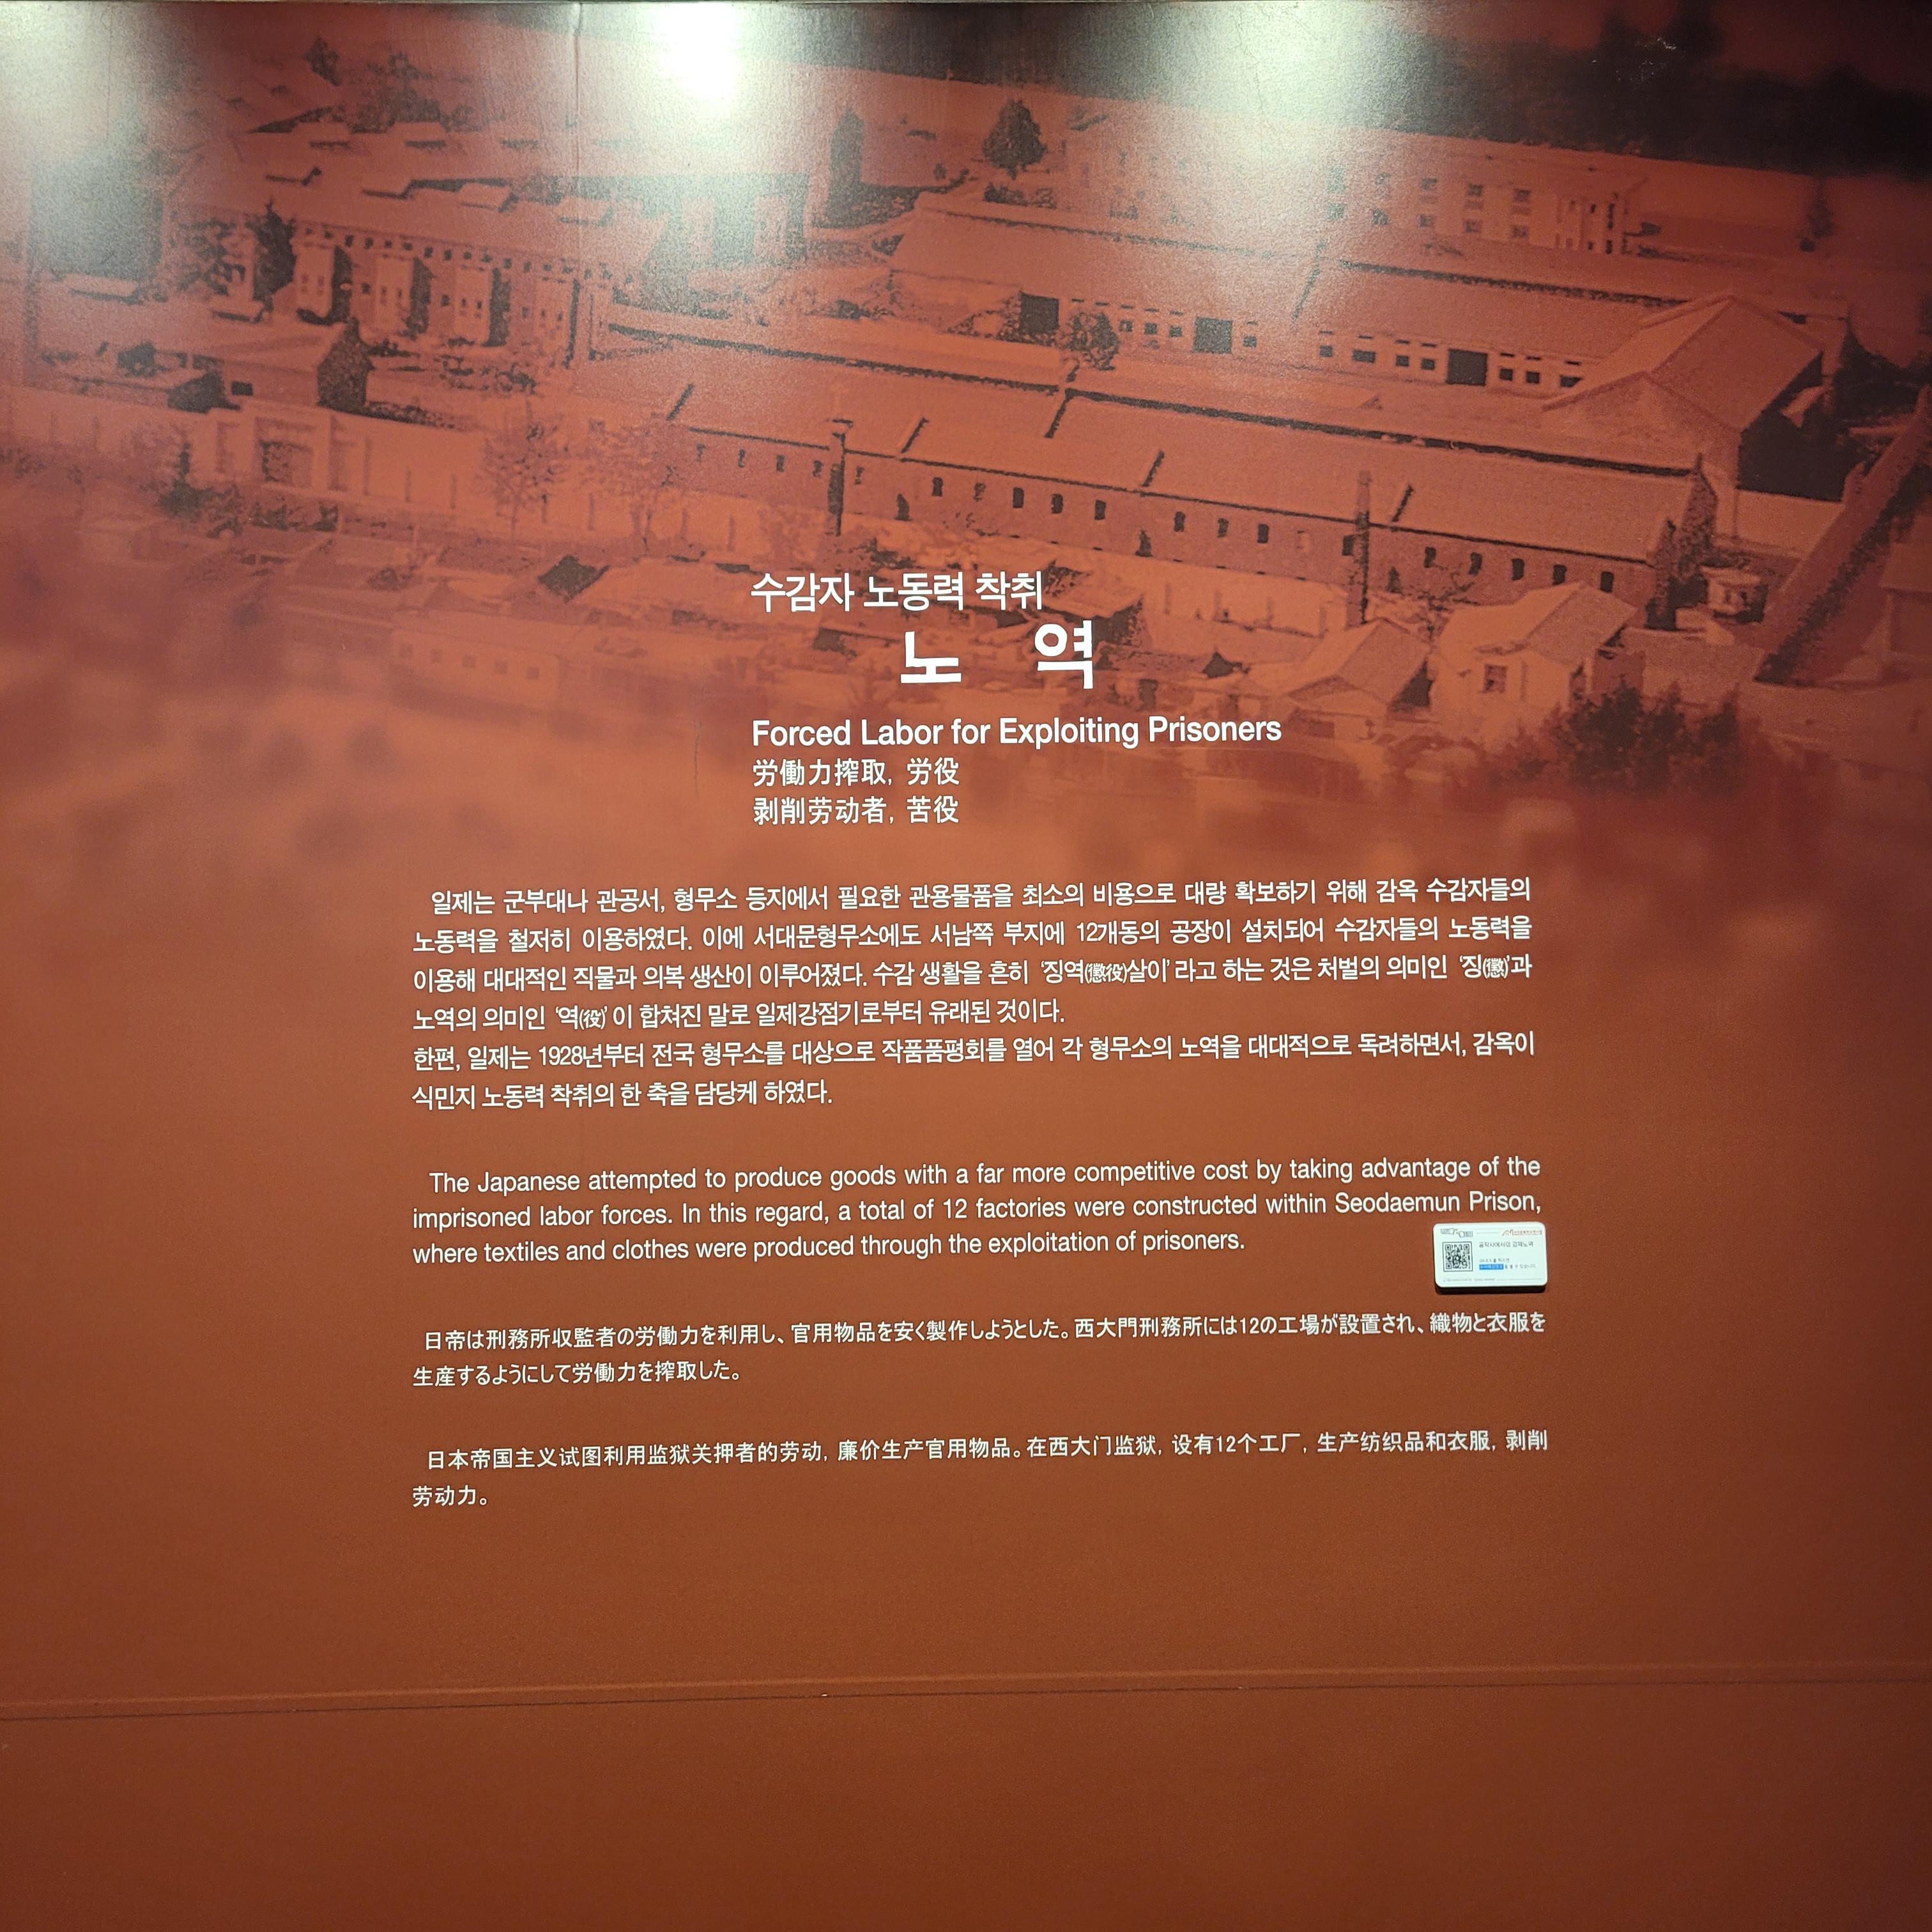 수감자 노동력 착취
노 역
Forced Labor for Exploiting Prisoners
労働力搾取, 労役
剥削劳动者, 苦役
일제는 군부대나 관공서, 형무소 등지에서 필요한 관용물품을 최소의 비용으로 대량 확보하기 위해 감옥 수감자들의
노동력을 철저히 이용하였다. 이에 서대문형무소에도 서남쪽 부지에 12개동의 공장이 설치되어 수감자들의 노동력을
이용해 대대적인 직물과 의복 생산이 이루어졌다. 수감 생활을 흔히 ‘징역(懲役)살이’라고 하는 것은 처벌의 의미인 ‘징(懲)’과
노역의 의미인 ‘역(役)’이 합쳐진 말로 일제강점기로부터 유래된 것이다.
한편, 일제는 1928년부터 전국 형무소를 대상으로 작품품평회를 열어 각 형무소의 노역을 대대적으로 독려하면서, 감옥이
식민지 노동력 착취의 한 축을 담당케 하였다.
The Japanese attempted to produce goods with a far more competitive cost by taking advantage of the
imprisoned labor forces. In this regard, a total of 12 factories were constructed within Seodaemun Prison,
where textiles and clothes were produced through the exploitation of prisoners.
日帝は刑務所収監者の労働力を利用し、官用物品を安く製作しようとした。西大門刑務所には12の工場が設置され、織物と衣服を
生産するようにして労働力を搾取した。
日本帝国主义试图利用监狱关押者的劳动, 廉价生产官用物品。在西大门监狱, 设有12个工厂, 生产纺织品和衣服, 剥削
劳动力。